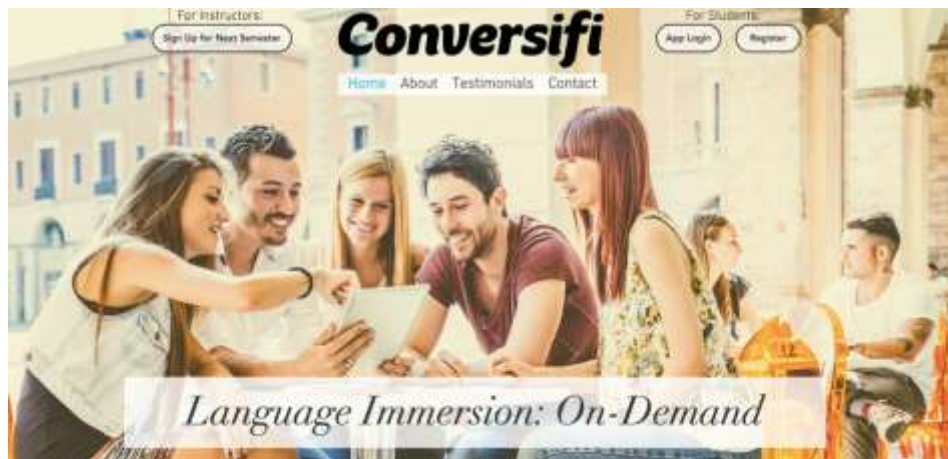 For Instructors:
Sign Up for Next Semester
Conversifi
For Students:
App Login
Register
Home About Testimonials Contact
Language Immersion: On-Demand